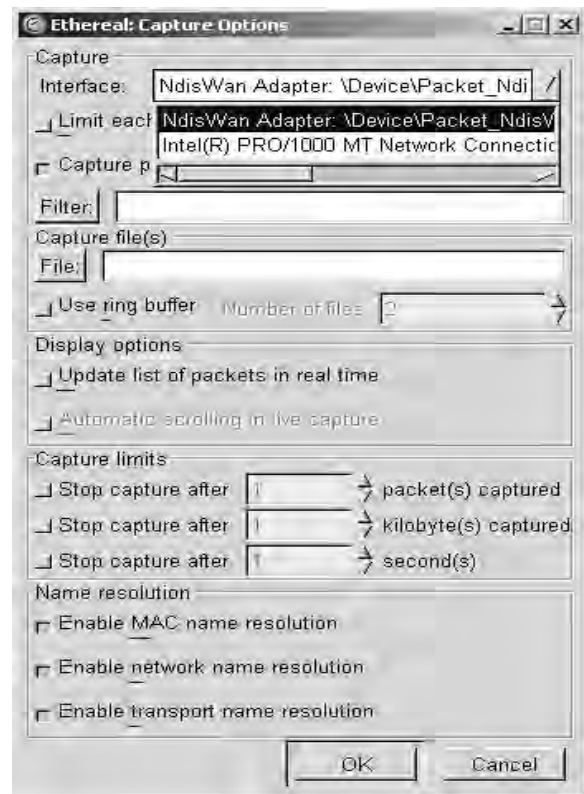 Ethereal: Capture Options
Capture
Interface: NdisWan Adapter: \Device\Packet_Ndi
Limit each
NdisWan Adapter: \Device\Packet_NdisW
Intel(R) PRO/1000 MT Network Connectic
Capture p
Filter:
Capture file(s)
File:
Use ring buffer Number of files 2
Display options
Update list of packets in real time
Automatic scrolling in live capture
Capture limits
Stop capture after 1 packet(s) captured
Stop capture after 1 kilobyte(s) captured
Stop capture after 1 second(s)
Name resolution
Enable MAC name resolution
Enable network name resolution
Enable transport name resolution
OK Cancel